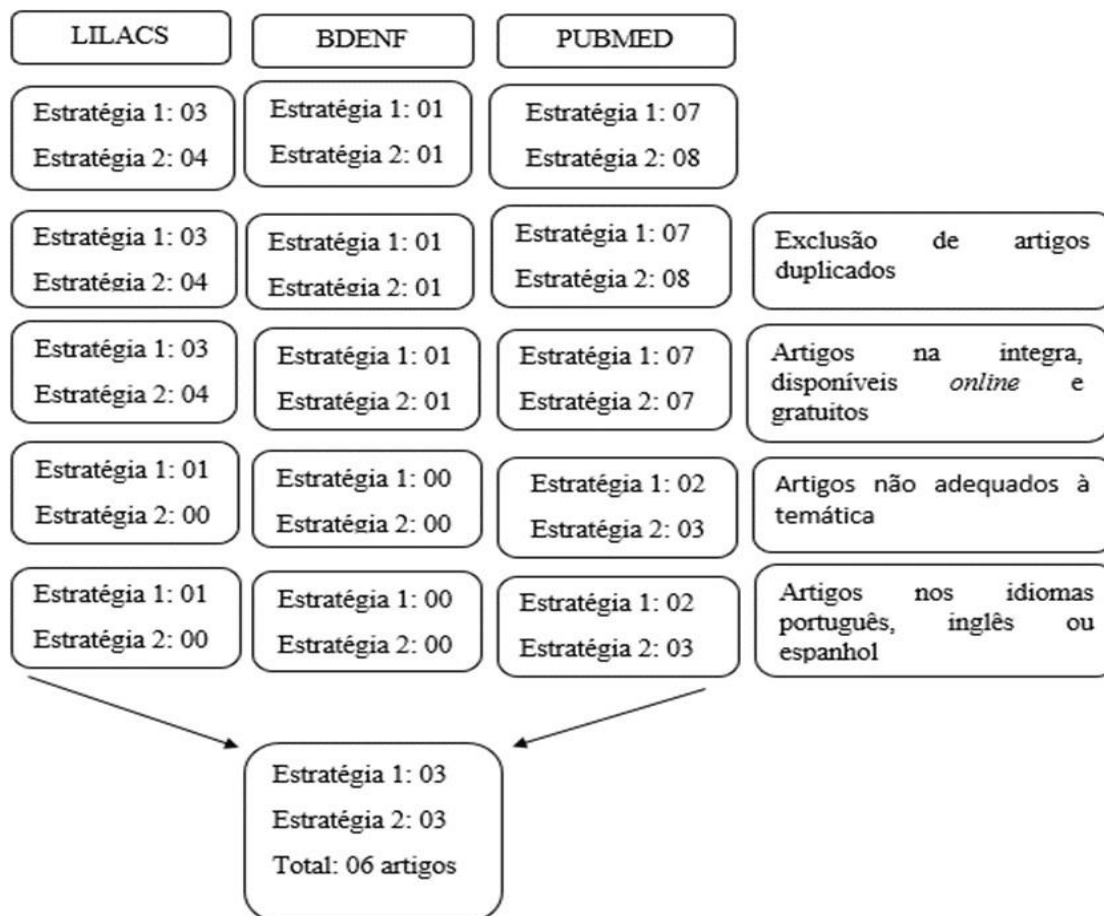 LILACS
BDENF
PUBMED
Estratégia 1: 03
Estratégia 2: 04
Estratégia 1: 01
Estratégia 2: 01
Estratégia 1: 07
Estratégia 2: 08
Estratégia 1: 03
Estratégia 2: 04
Estratégia 1: 01
Estratégia 2: 01
Estratégia 1: 07
Estratégia 2: 08
Exclusão de artigos
duplicados
Estratégia 1: 03
Estratégia 2: 04
Estratégia 1: 01
Estratégia 2: 01
Estratégia 1: 07
Estratégia 2: 07
Artigos na integra,
disponíveis online e
gratuitos
Estratégia 1: 01
Estratégia 2: 00
Estratégia 1: 00
Estratégia 2: 00
Estratégia 1: 02
Estratégia 2: 03
Artigos não adequados à
temática
Estratégia 1: 01
Estratégia 2: 00
Estratégia 1: 00
Estratégia 2: 00
Estratégia 1: 02
Estratégia 2: 03
Artigos nos idiomas
português, inglês ou
espanhol
Estratégia 1: 03
Estratégia 2: 03
Total: 06 artigos